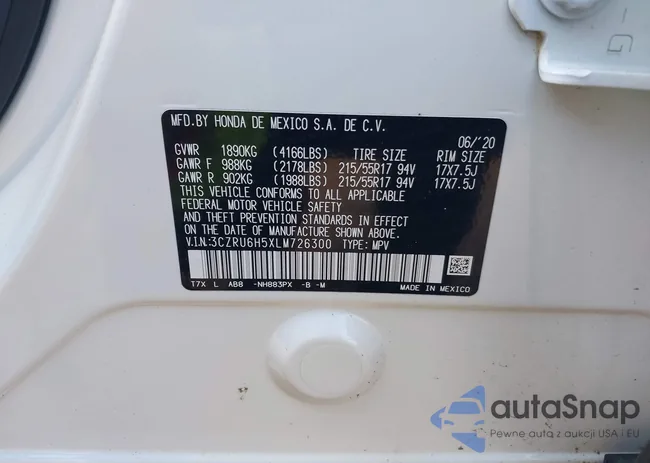 - G
MFD.BY HONDA DE MEXICO S.A. DE C.V.
06/'20
GVWR 1890KG (4166LBS) TIRE SIZE RIM SIZE
GAWR F 988KG (2178LBS) 215/55R17 94V 17X7.5J
GAWR R 902KG (1988LBS) 215/55R17 94V 17X7.5J
THIS VEHICLE CONFORMS TO ALL APPLICABLE
FEDERAL MOTOR VEHICLE SAFETY
AND THEFT PREVENTION STANDARDS IN EFFECT
ON THE DATE OF MANUFACTURE SHOWN ABOVE.
V.I.N:3CZRU6H5XLM726300 TYPE: MPV
T7X L AB8 -NH883PX -B -M MADE IN MEXICO
autaSnap
Pewne auta z aukcji USA i EU